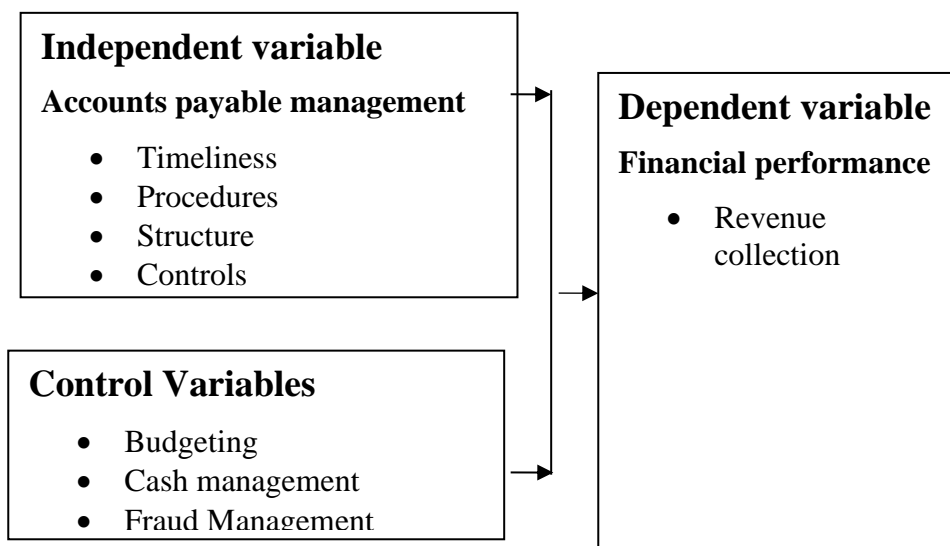 Independent variable
Accounts payable management
• Timeliness
• Procedures
• Structure
• Controls
Control Variables
• Budgeting
• Cash management
• Fraud Management
Dependent variable
Financial performance
• Revenue
collection